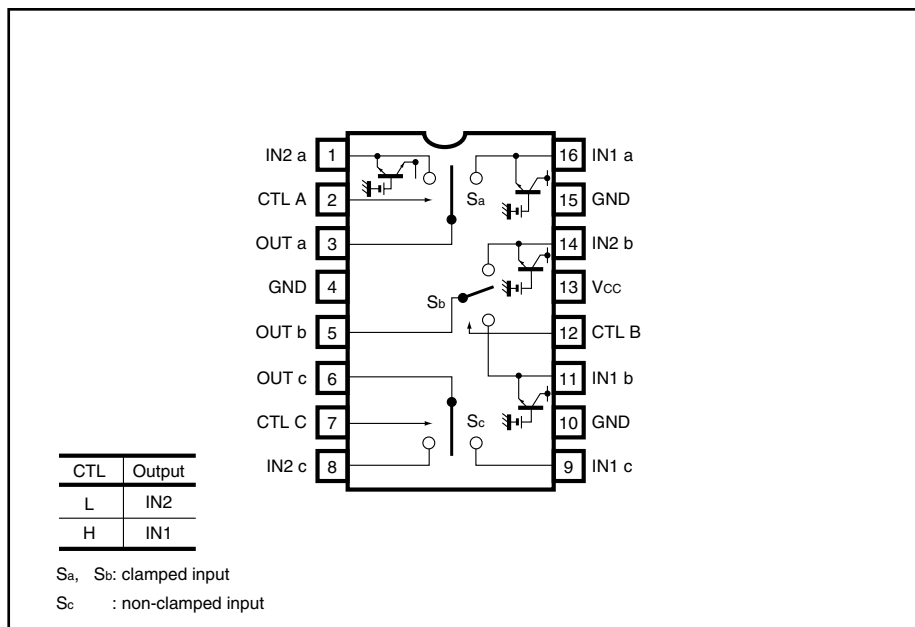 IN2 a 1 16 IN1 a
CTL A 2 Sa 15 GND
OUT a 3 14 IN2 b
GND 4 Sb 13 VCC
OUT b 5 12 CTL B
OUT c 6 11 IN1 b
CTL C 7 Sc 10 GND
IN2 c 8 9 IN1 c
CTL Output
L IN2
H IN1
Sa, Sb: clamped input
Sc : non-clamped input